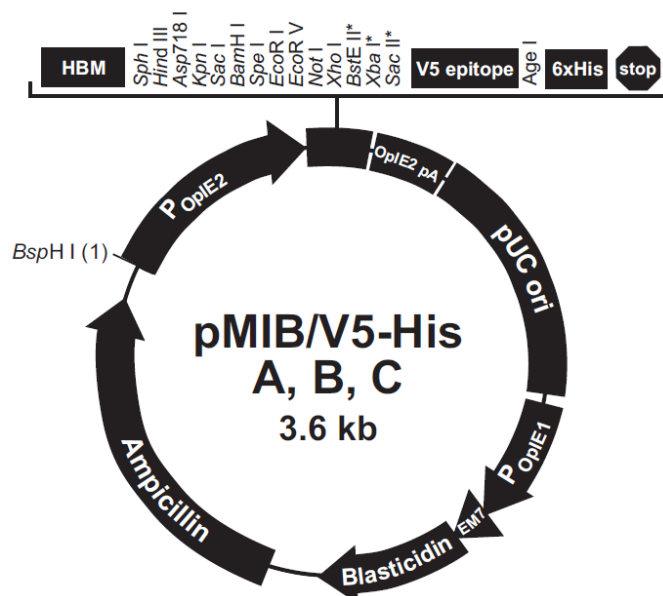 HBM
Sph I
Hind III
Asp718 I
Kpn I
Sac I
BamH I
Spe I
EcoR I
EcoR V
Not I
Xho I
BstE II*
Xba I*
Sac II*
V5 epitope
Age I
6xHis
stop
POpIE2
OpIE2 pA
pUC ori
BspH I (1)
pMIB/V5-His
A, B, C
3.6 kb
POpIE1
EM7
Blasticidin
Ampicillin